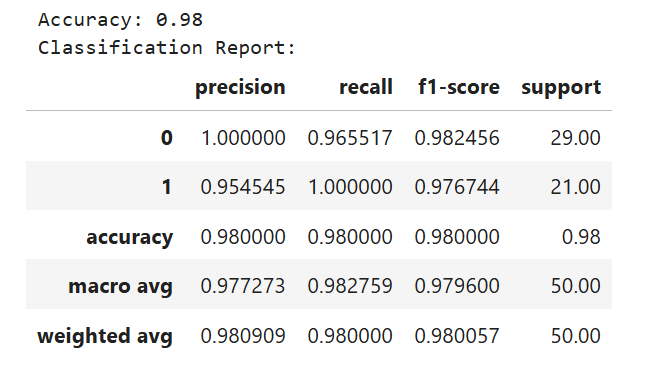 Accuracy: 0.98
Classification Report:
precision recall f1-score support
0 1.000000 0.965517 0.982456 29.00
1 0.954545 1.000000 0.976744 21.00
accuracy 0.980000 0.980000 0.980000 0.98
macro avg 0.977273 0.982759 0.979600 50.00
weighted avg 0.980909 0.980000 0.980057 50.00